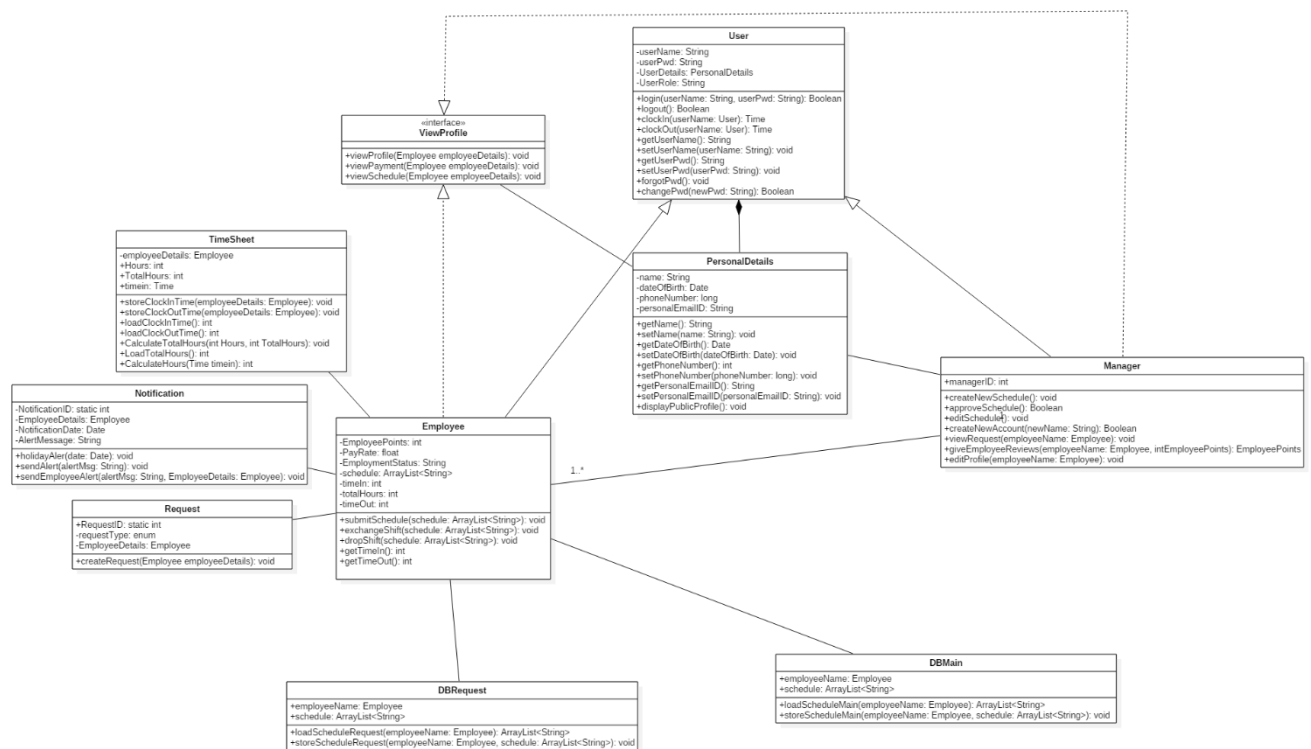 User
-userName: String
-userPwd: String
-UserDetails: PersonalDetails
-UserRole: String
+login(userName: String, userPwd: String): Boolean
+logout(): Boolean
+clockIn(userName: User): Time
+clockOut(userName: User): Time
+getUserName(): String
+setUserName(userName: String): void
+getUserPwd(): String
+setUserPwd(userPwd: String): void
+forgotPwd(): void
+changePwd(newPwd: String): Boolean
«interface»
ViewProfile
+viewProfile(Employee employeeDetails): void
+viewPayment(Employee employeeDetails): void
+viewSchedule(Employee employeeDetails): void
TimeSheet
-employeeDetails: Employee
+Hours: int
+TotalHours: int
+timein: Time
+storeClockInTime(employeeDetails: Employee): void
+storeClockOutTime(employeeDetails: Employee): void
+loadClockInTime(): int
+loadClockOutTime(): int
+CalculateTotalHours(int Hours, int TotalHours): void
+LoadTotalHours(): int
+CalculateHours(Time timein): int
PersonalDetails
-name: String
-dateOfBirth: Date
-phoneNumber: long
-personalEmailID: String
+getName(): String
+setName(name: String): void
+getDateOfBirth(): Date
+setDateOfBirth(dateOfBirth: Date): void
+getPhoneNumber(): int
+setPhoneNumber(phoneNumber: long): void
+getPersonalEmailID(): String
+setPersonalEmailID(personalEmailID: String): void
+displayPublicProfile(): void
Manager
+managerID: int
+createNewSchedule(): void
+approveSchedule(): Boolean
+editSchedule(): void
+createNewAccount(newName: String): Boolean
+viewRequest(employeeName: Employee): void
+giveEmployeeReviews(employeeName: Employee, intEmployeePoints): EmployeePoints
+editProfile(employeeName: Employee): void
Notification
-NotificationID: static int
-EmployeeDetails: Employee
-NotificationDate: Date
-AlertMessage: String
+holidayAler(date: Date): void
+sendAlert(alertMsg: String): void
+sendEmployeeAlert(alertMsg: String, EmployeeDetails: Employee): void
Employee
-EmployeePoints: int
-PayRate: float
-EmploymentStatus: String
-schedule: ArrayList<String>
-timeIn: int
-totalHours: int
-timeOut: int
+submitSchedule(schedule: ArrayList<String>): void
+exchangeShift(schedule: ArrayList<String>): void
+dropShift(schedule: ArrayList<String>): void
+getTimeIn(): int
+getTimeOut(): int
1..*
Request
+RequestID: static int
-requestType: enum
-EmployeeDetails: Employee
+createRequest(Employee employeeDetails): void
DBMain
+employeeName: Employee
+schedule: ArrayList<String>
+loadScheduleMain(employeeName: Employee): ArrayList<String>
+storeScheduleMain(employeeName: Employee, schedule: ArrayList<String>): void
DBRequest
+employeeName: Employee
+schedule: ArrayList<String>
+loadScheduleRequest(employeeName: Employee): ArrayList<String>
+storeScheduleRequest(employeeName: Employee, schedule: ArrayList<String>): void